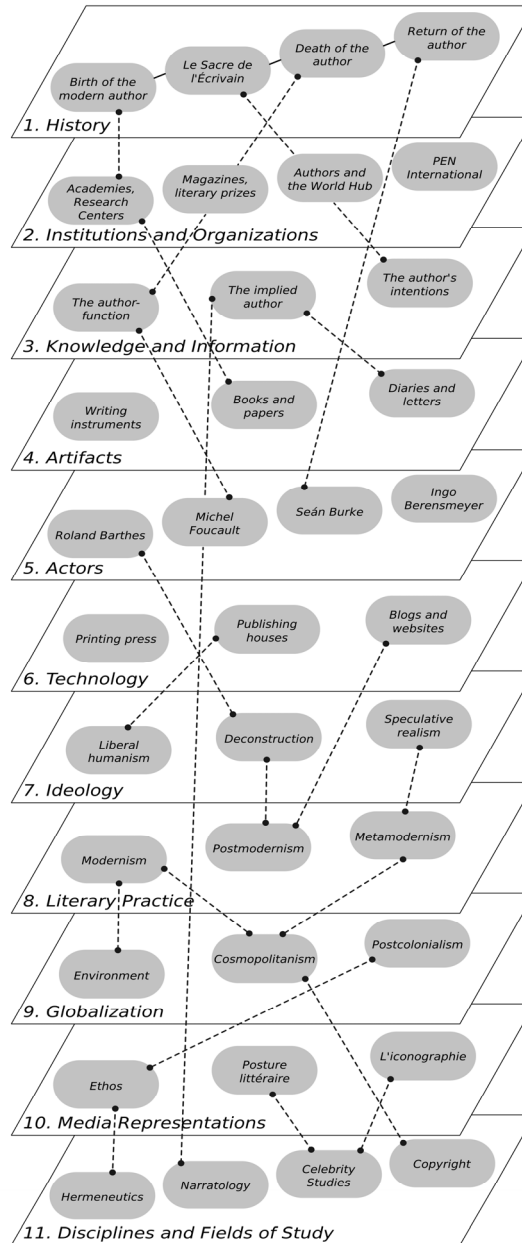 Return of the
author
Death of the
author
Le Sacre de
l'Écrivain
Birth of the
modern author
1. History
PEN
International
Authors and
the World Hub
Magazines,
literary prizes
Academies,
Research
Centers
2. Institutions and Organizations
The author's
intentions
The implied
author
The author-
function
3. Knowledge and Information
Diaries and
letters
Books and
papers
Writing
instruments
4. Artifacts
Ingo
Berensmeyer
Seán Burke
Michel
Foucault
Roland Barthes
5. Actors
Blogs and
websites
Publishing
houses
Printing press
6. Technology
Speculative
realism
Deconstruction
Liberal
humanism
7. Ideology
Metamodernism
Postmodernism
Modernism
8. Literary Practice
Postcolonialism
Cosmopolitanism
Environment
9. Globalization
L'iconographie
Posture
littéraire
Ethos
10. Media Representations
Copyright
Celebrity
Studies
Narratology
Hermeneutics
11. Disciplines and Fields of Study